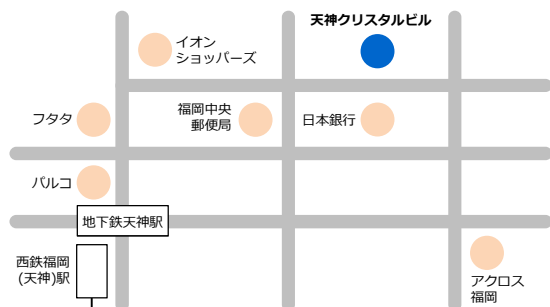 天神クリスタルビル
イオン
ショッパーズ
フタタ
福岡中央
郵便局
日本銀行
パルコ
地下鉄天神駅
西鉄福岡
(天神)駅
アクロス
福岡